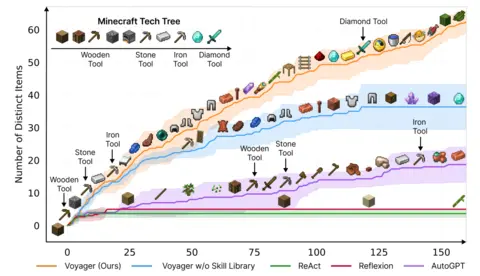 Minecraft Tech Tree
Wooden
Tool
Stone
Tool
Iron
Tool
Diamond
Tool
Diamond Tool
Number of Distinct Items
60
50
40
30
20
10
0
Wooden
Tool
Stone
Tool
Iron
Tool
Wooden
Tool
Stone
Tool
Iron
Tool
0
25
50
75
100
125
150
Voyager (Ours)
Voyager w/o Skill Library
ReAct
Reflexion
AutoGPT